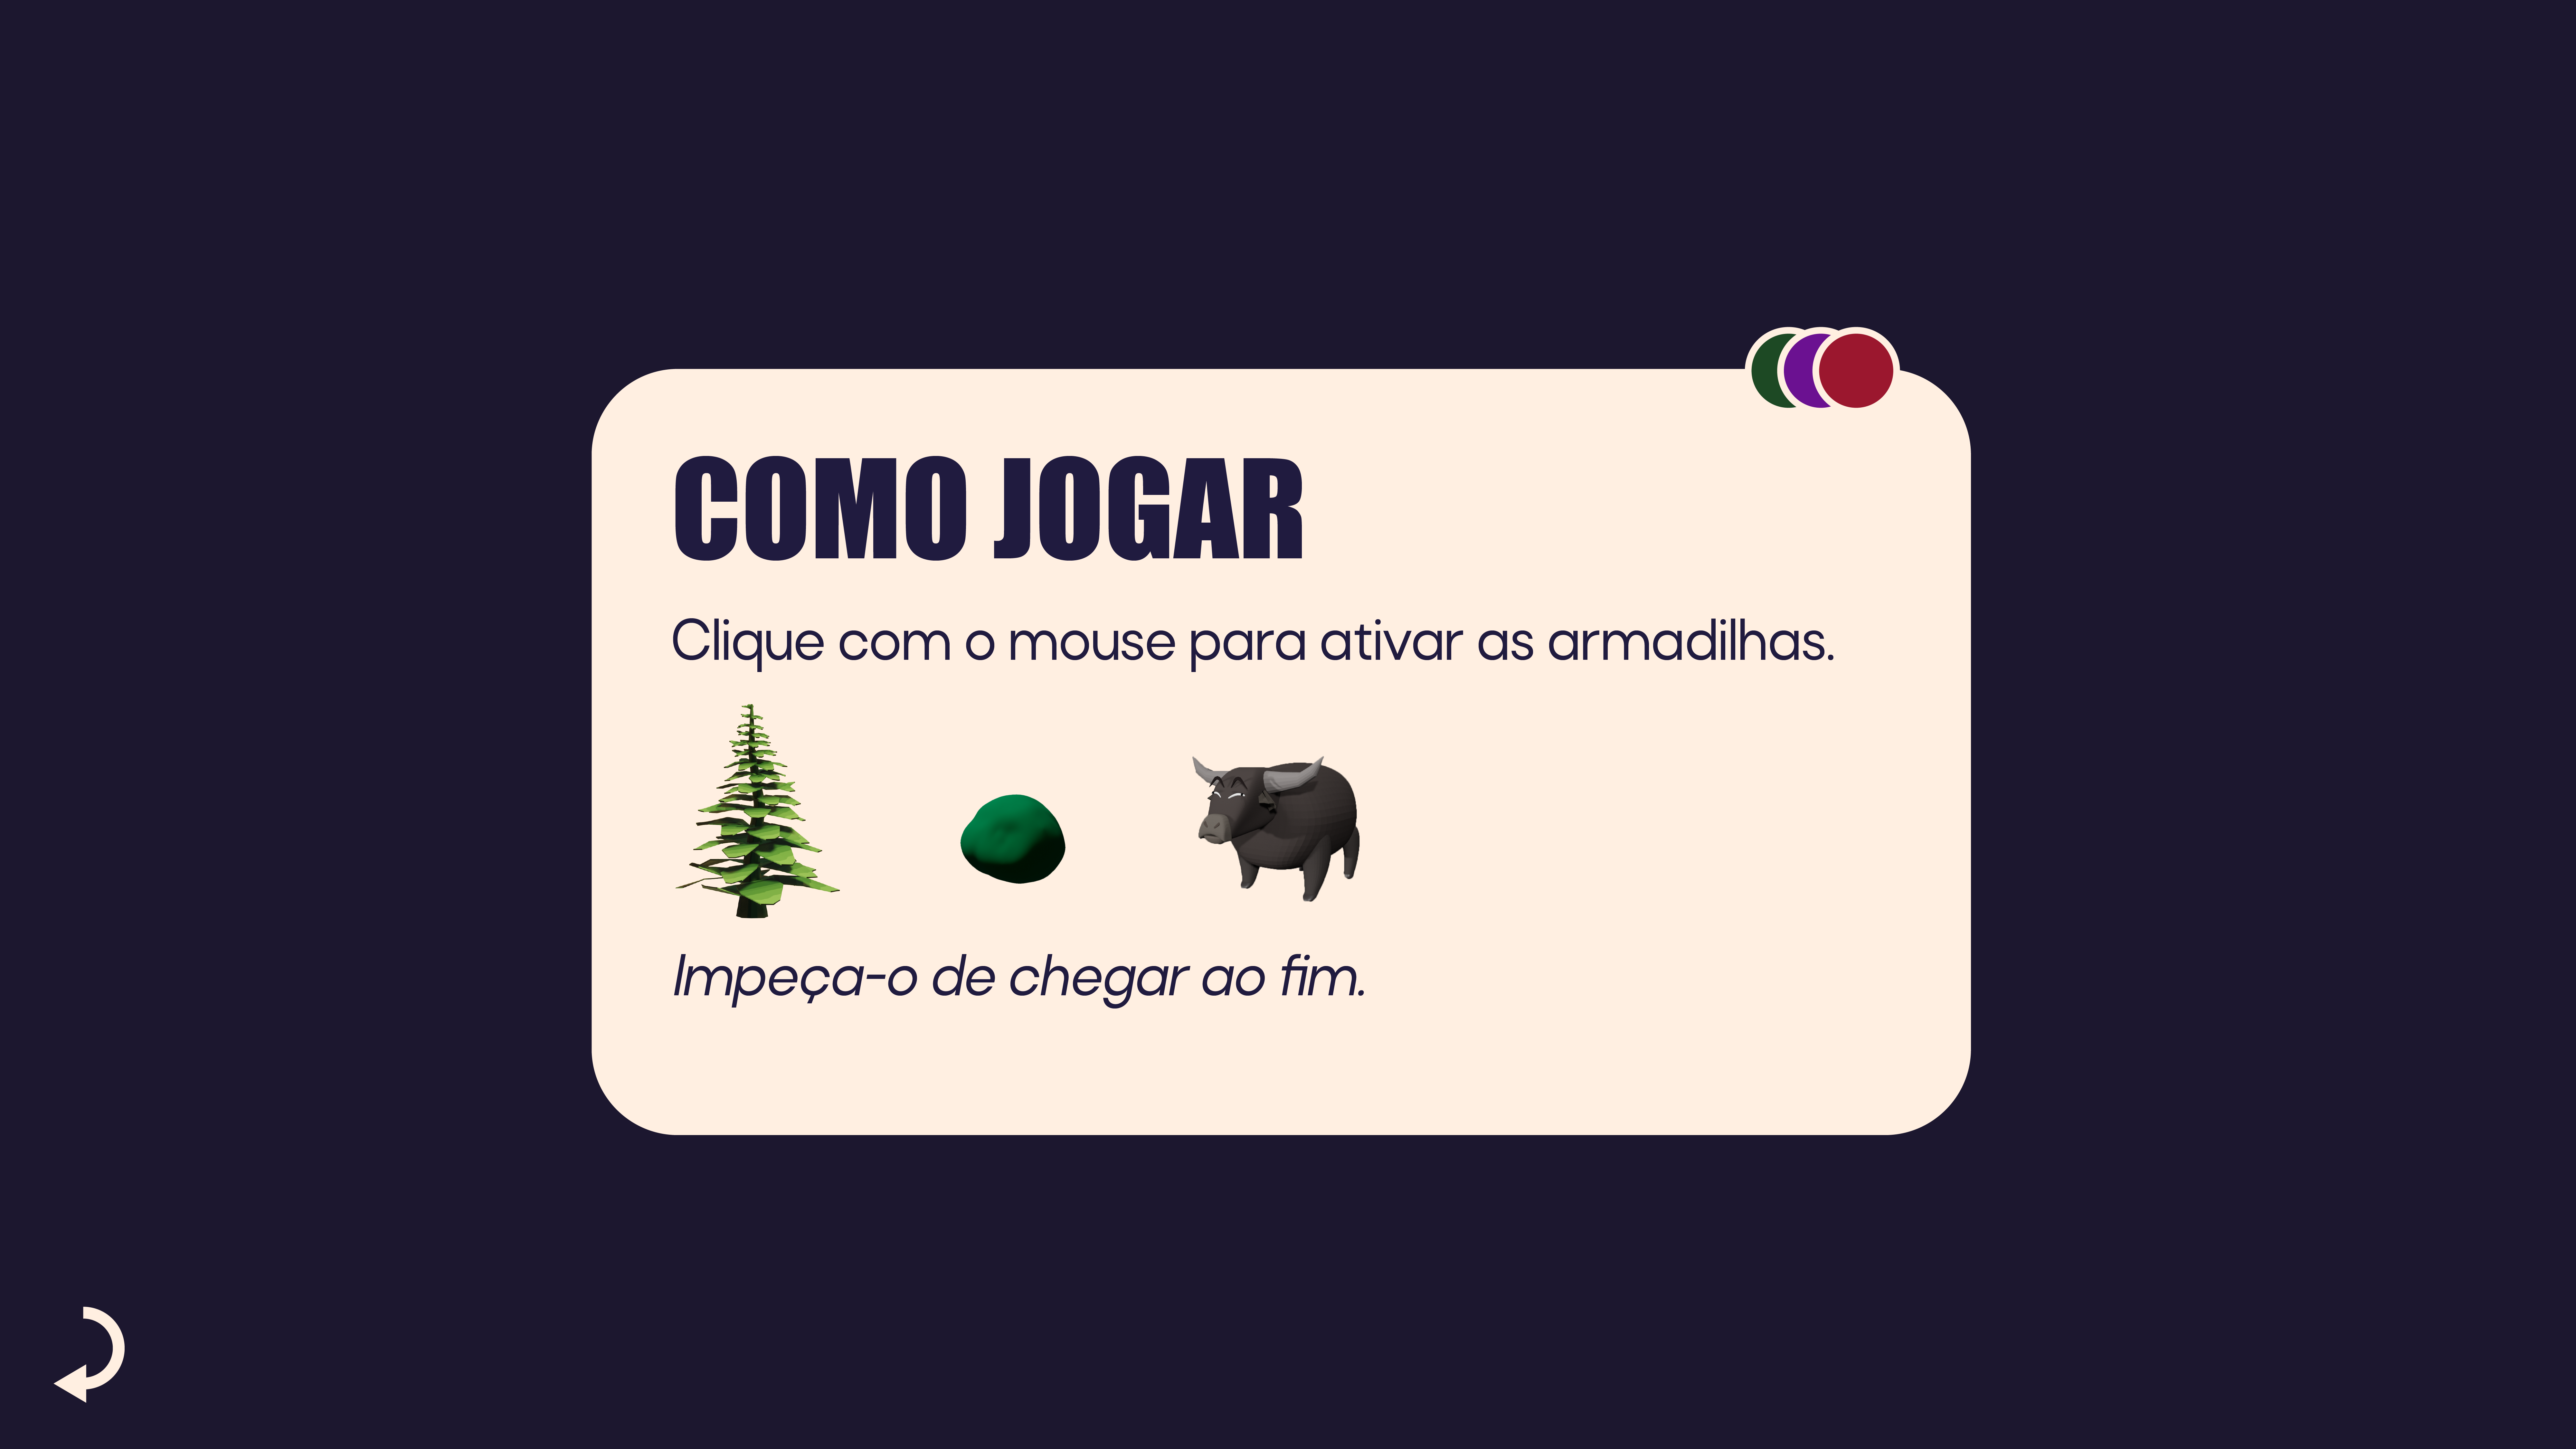 COMO JOGAR
Clique com o mouse para ativar as armadilhas.
Impeça-o de chegar ao fim.